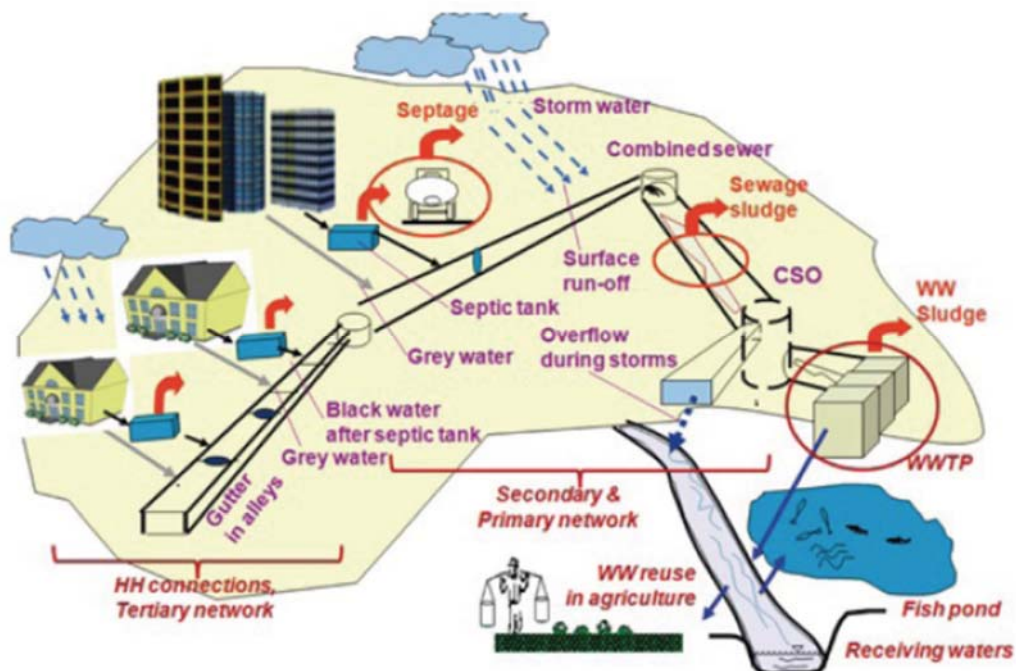 Septage
Storm water
Combined sewer
Sewage
sludge
CSO
WW
Sludge
Surface
run-off
Septic tank
Grey water
Overflow
during storms
Black water
after septic tank
Grey water
Gutter
in alleys
WWTP
Secondary &
Primary network
HH connections,
Tertiary network
WW reuse
in agriculture
Fish pond
Receiving waters